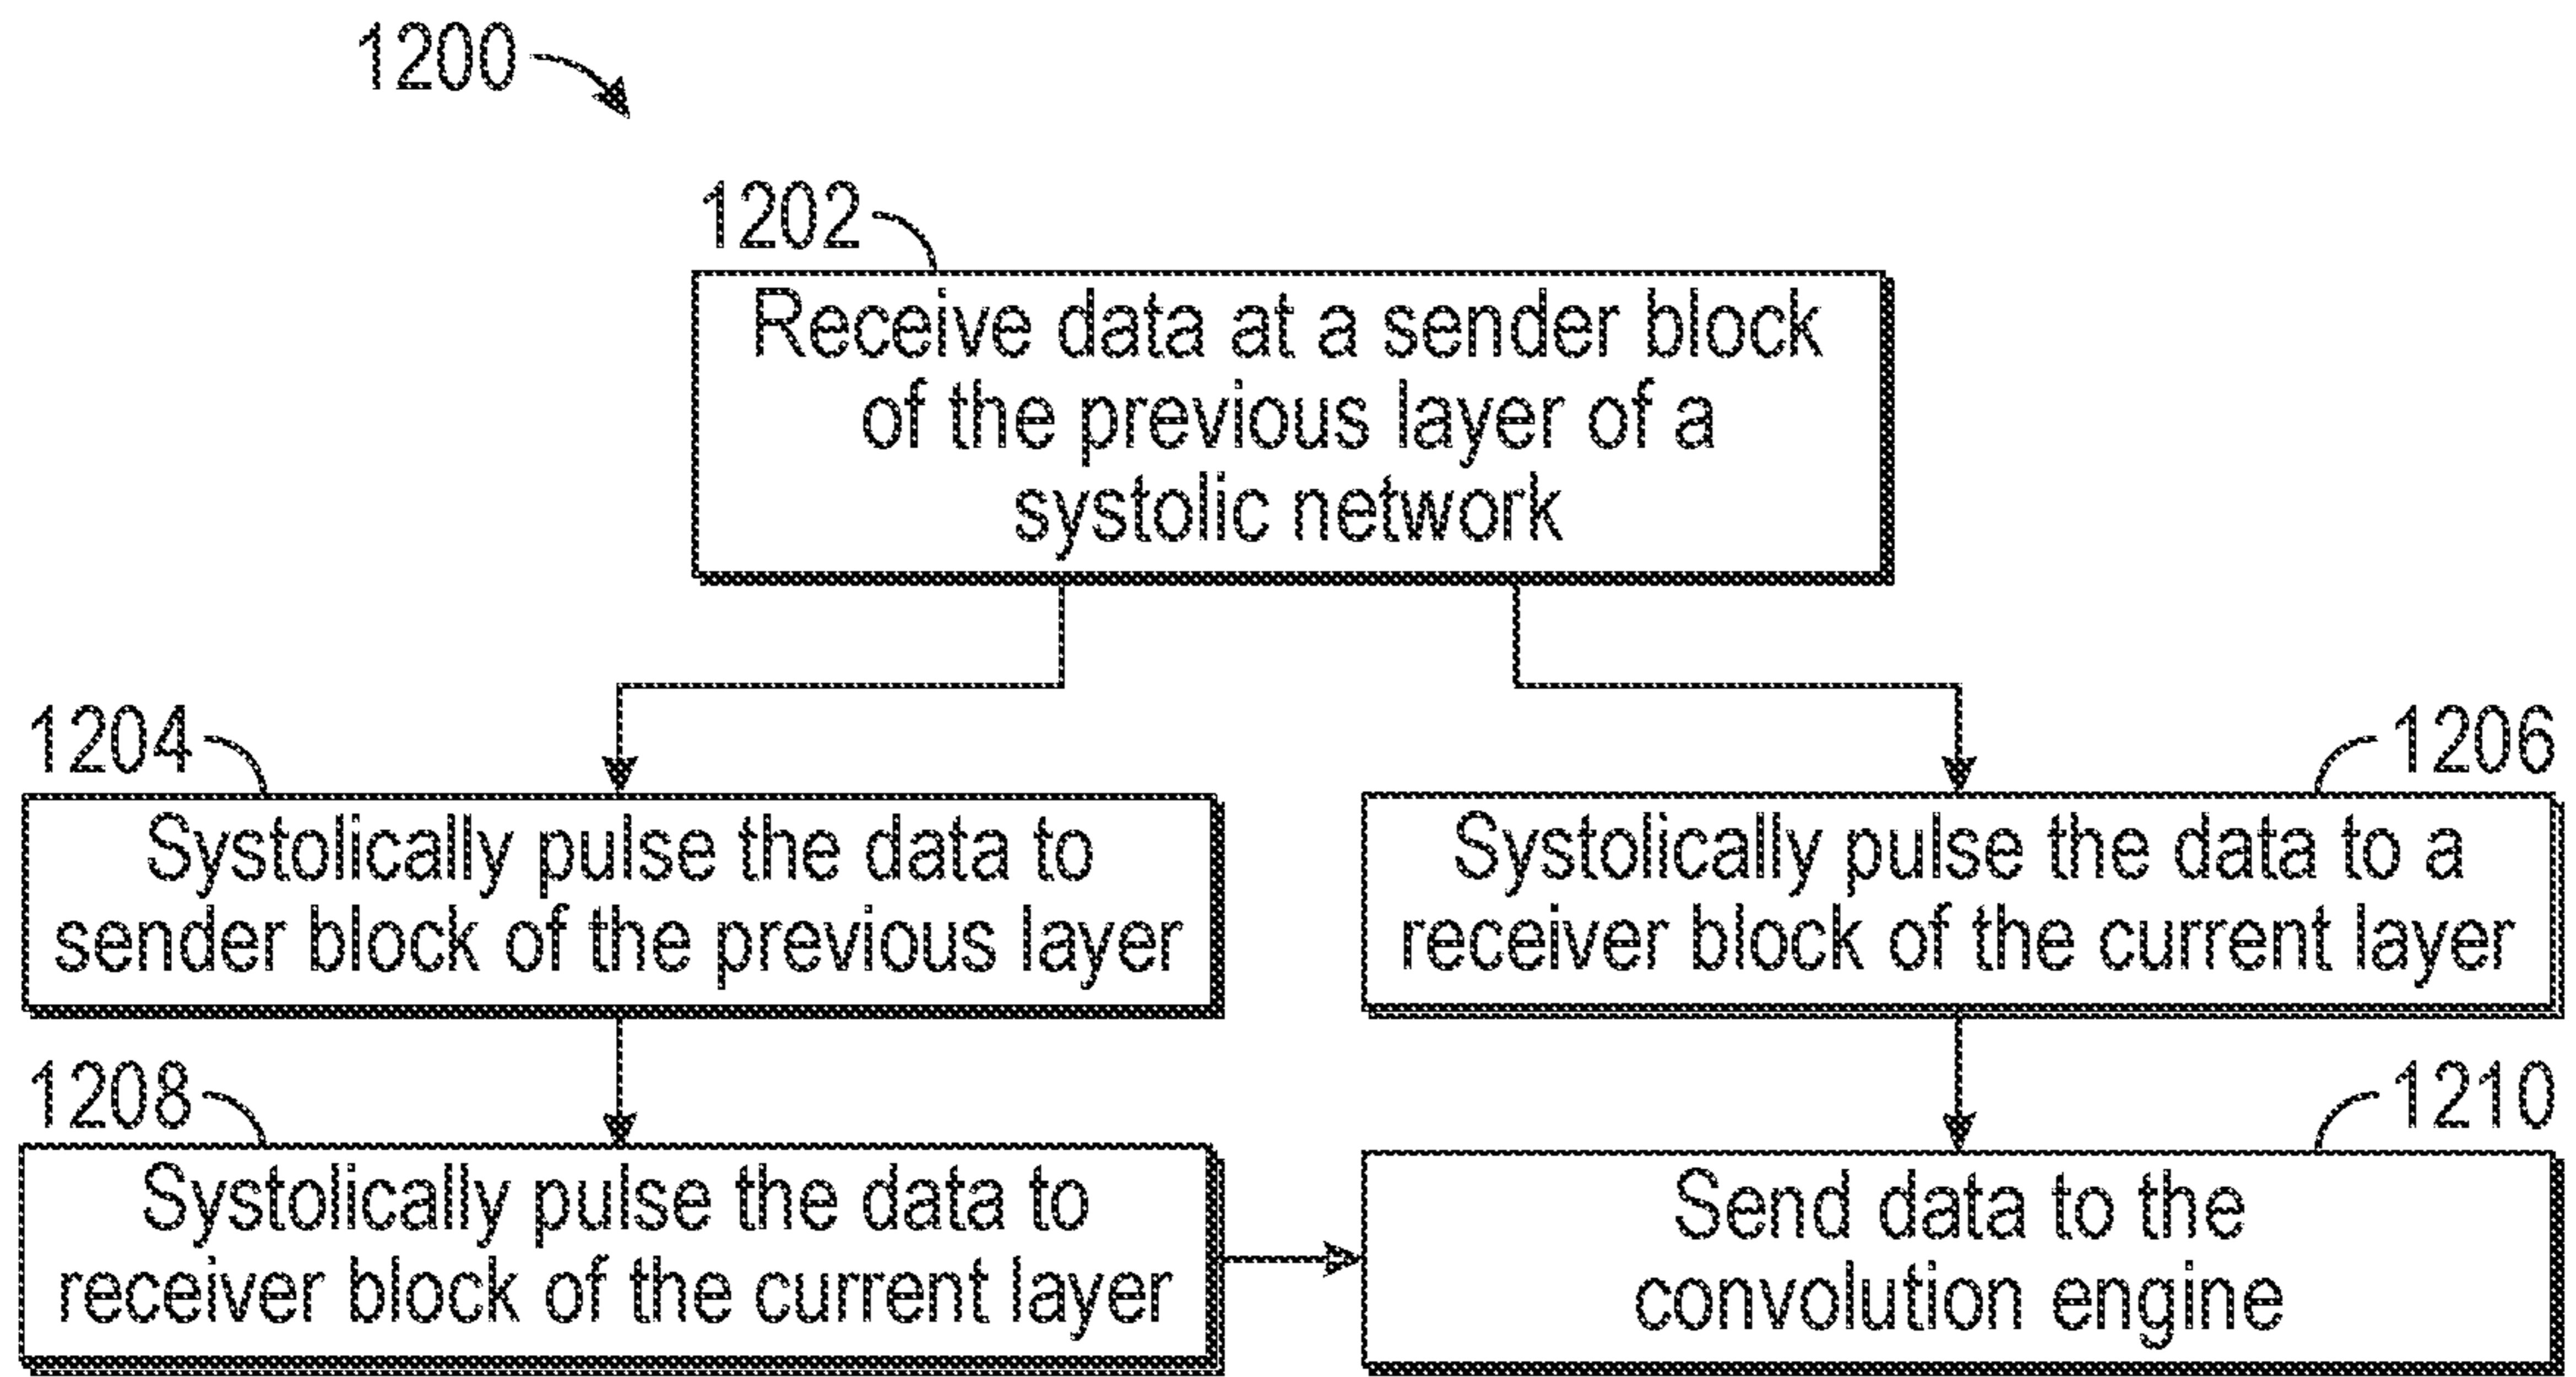 1200
1202
Receive data at a sender block
of the previous layer of a
systolic network
1204
Systolically pulse the data to
sender block of the previous layer
1206
Systolically pulse the data to a
receiver block of the current layer
1208
Systolically pulse the data to
receiver block of the current layer
1210
Send data to the
convolution engine